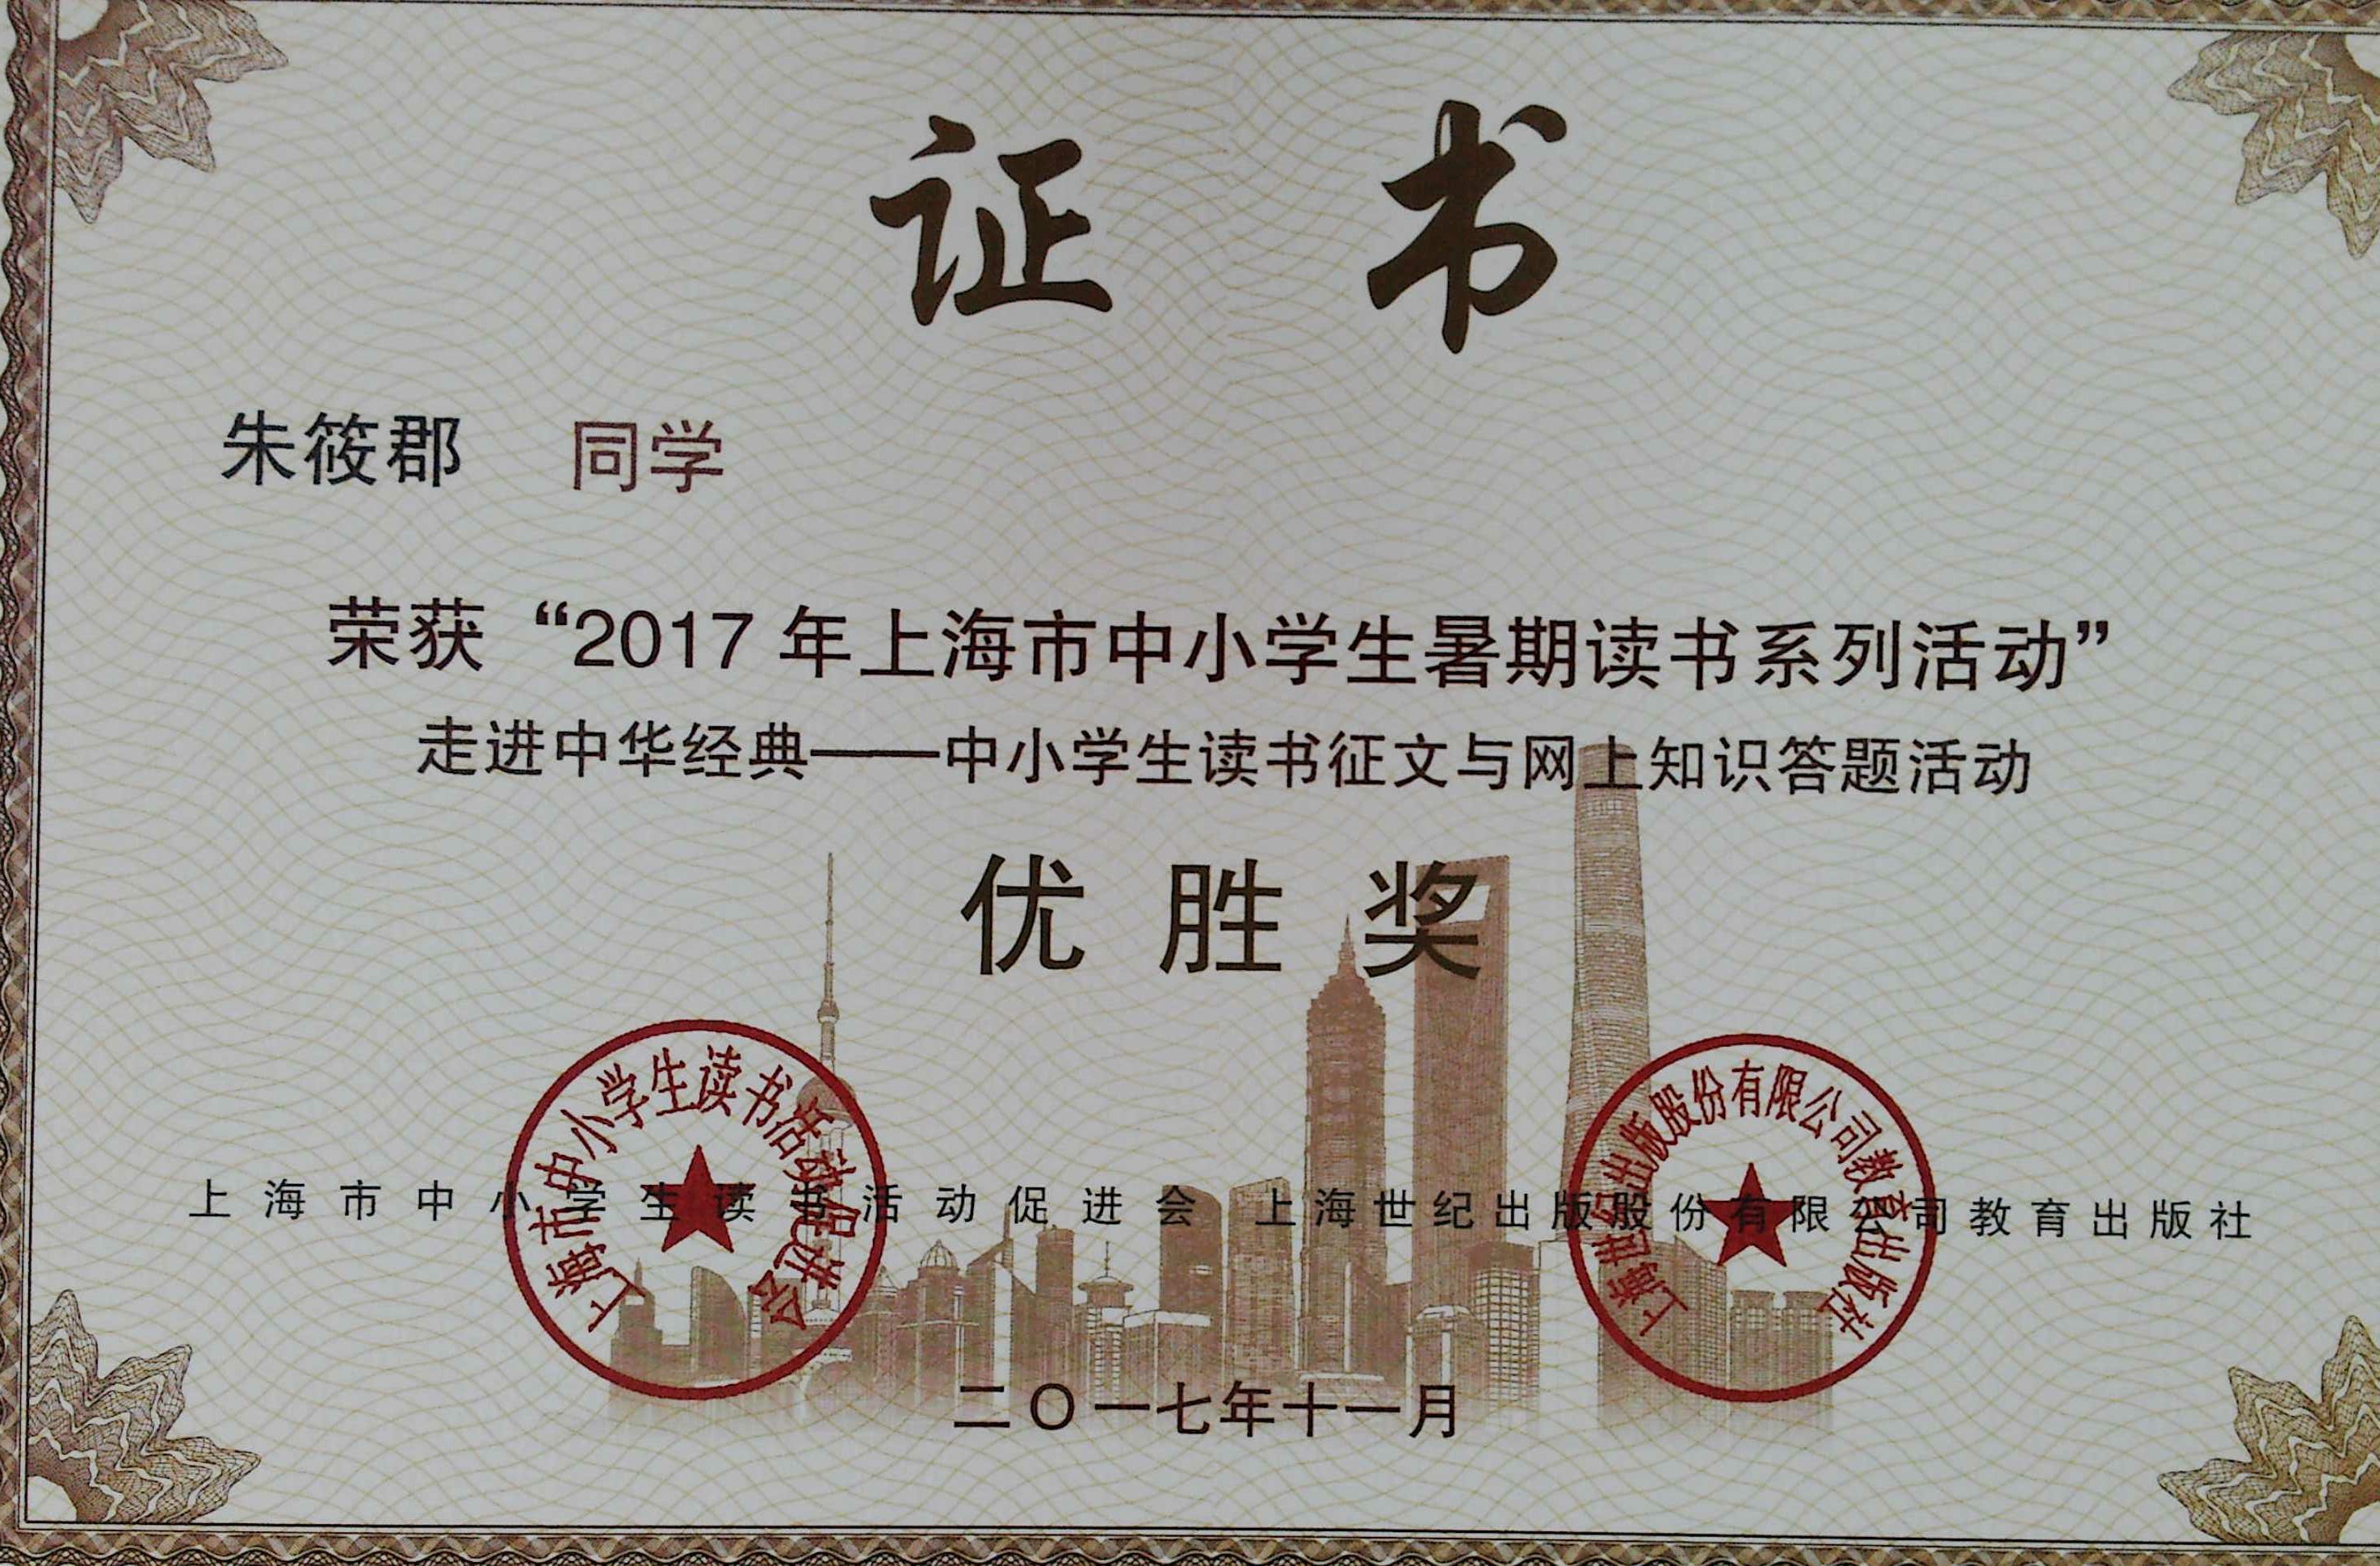 证 书
朱筱郡 同学
荣获“2017 年上海市中小学生暑期读书系列活动”
走进中华经典——中小学生读书征文与网上知识答题活动
优 胜 奖
上海市中小学生读书活动促进会 上海世纪出版股份有限公司教育出版社
上海市中小学生读书活动促进会
上海世纪出版股份有限公司教育出版社
二〇一七年十一月